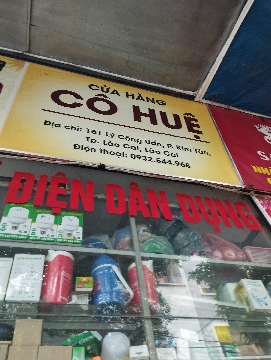 CỬA HÀNG
CÔ HUỆ
Địa chỉ: 161 Lý Công Uẩn, P. Kim Tân,
Tp. Lào Cai, Lào Cai
Điện thoại: 0932.544.968
ĐIỆN DÂN DỤNG